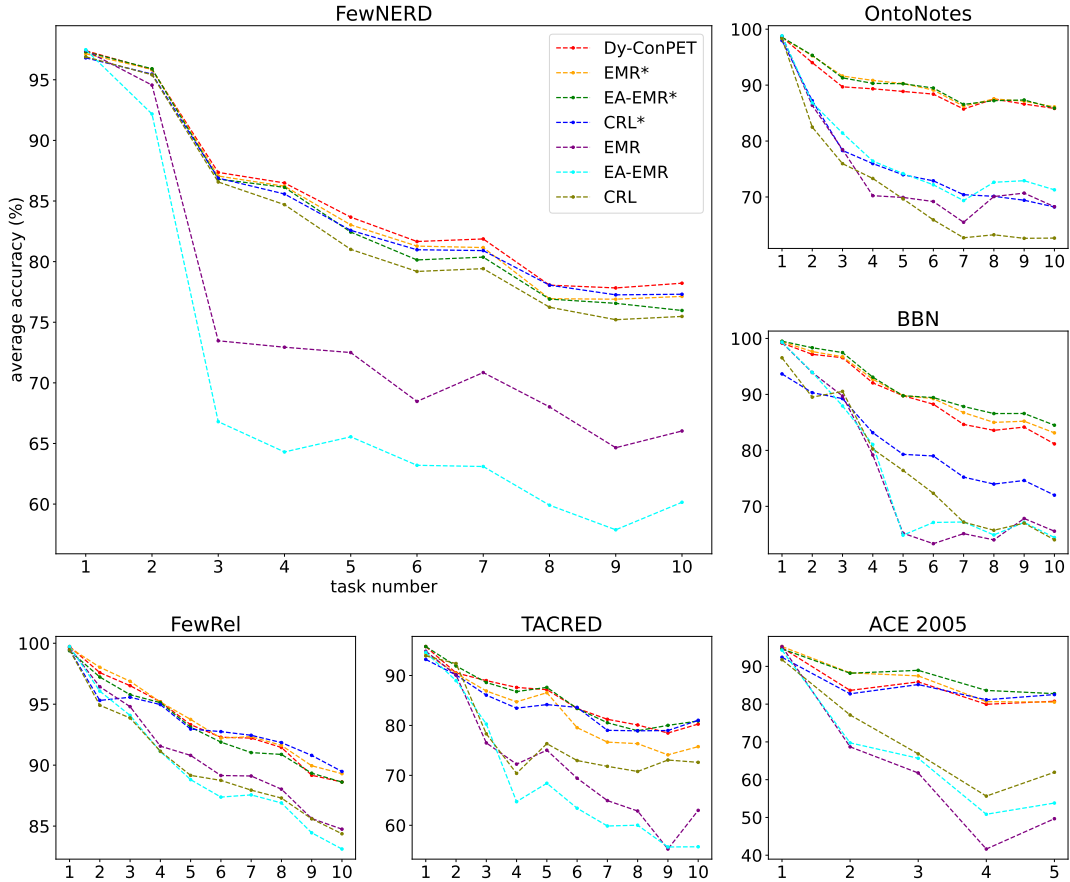 FewNERD
average accuracy (%)
95
90
85
80
75
70
65
60
1 2 3 4 5 6 7 8 9 10
task number
Dy-ConPET
EMR*
EA-EMR*
CRL*
EMR
EA-EMR
CRL
OntoNotes
100
90
80
70
1 2 3 4 5 6 7 8 9 10
BBN
100
90
80
70
1 2 3 4 5 6 7 8 9 10
FewRel
100
95
90
85
1 2 3 4 5 6 7 8 9 10
TACRED
90
80
70
60
1 2 3 4 5 6 7 8 9 10
ACE 2005
90
80
70
60
50
40
1 2 3 4 5